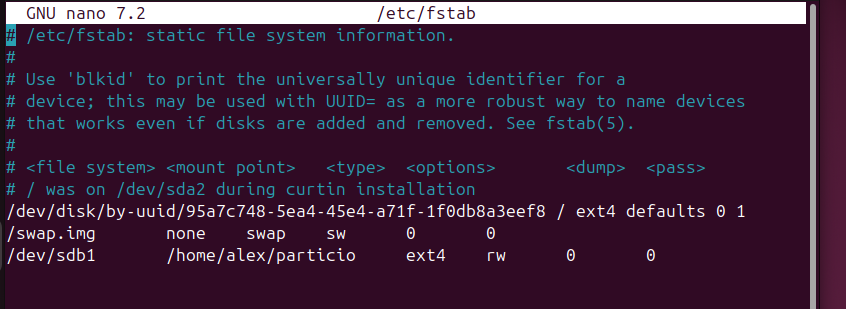 GNU nano 7.2 /etc/fstab
# /etc/fstab: static file system information.
#
# Use 'blkid' to print the universally unique identifier for a
# device; this may be used with UUID= as a more robust way to name devices
# that works even if disks are added and removed. See fstab(5).
#
# <file system> <mount point> <type> <options> <dump> <pass>
# / was on /dev/sda2 during curtin installation
/dev/disk/by-uuid/95a7c748-5ea4-45e4-a71f-1f0db8a3eef8 / ext4 defaults 0 1
/swap.img none swap sw 0 0
/dev/sdb1 /home/alex/particio ext4 rw 0 0